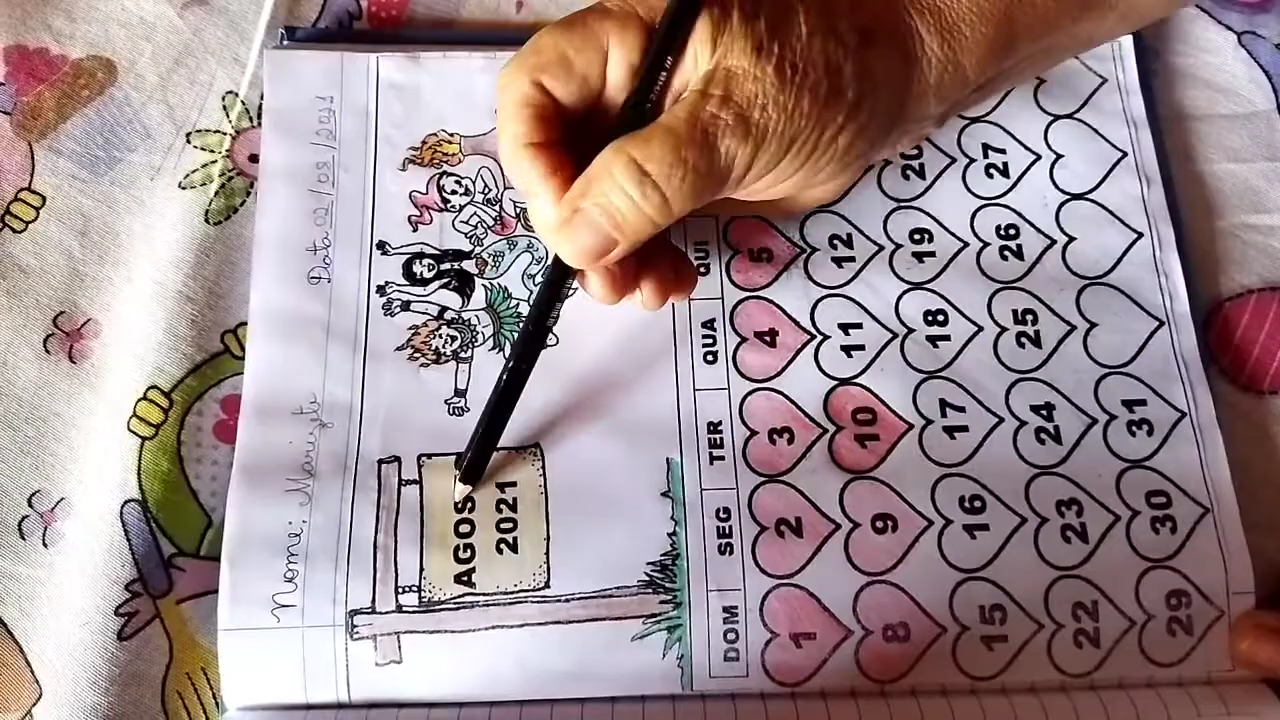 Nome: Marizete
Data 02/08/2021
AGOS
2021
DOM SEG TER QUA QUI
1 2 3 4 5
8 9 10 11 12
15 16 17 18 19 20
22 23 24 25 26 27
29 30 31